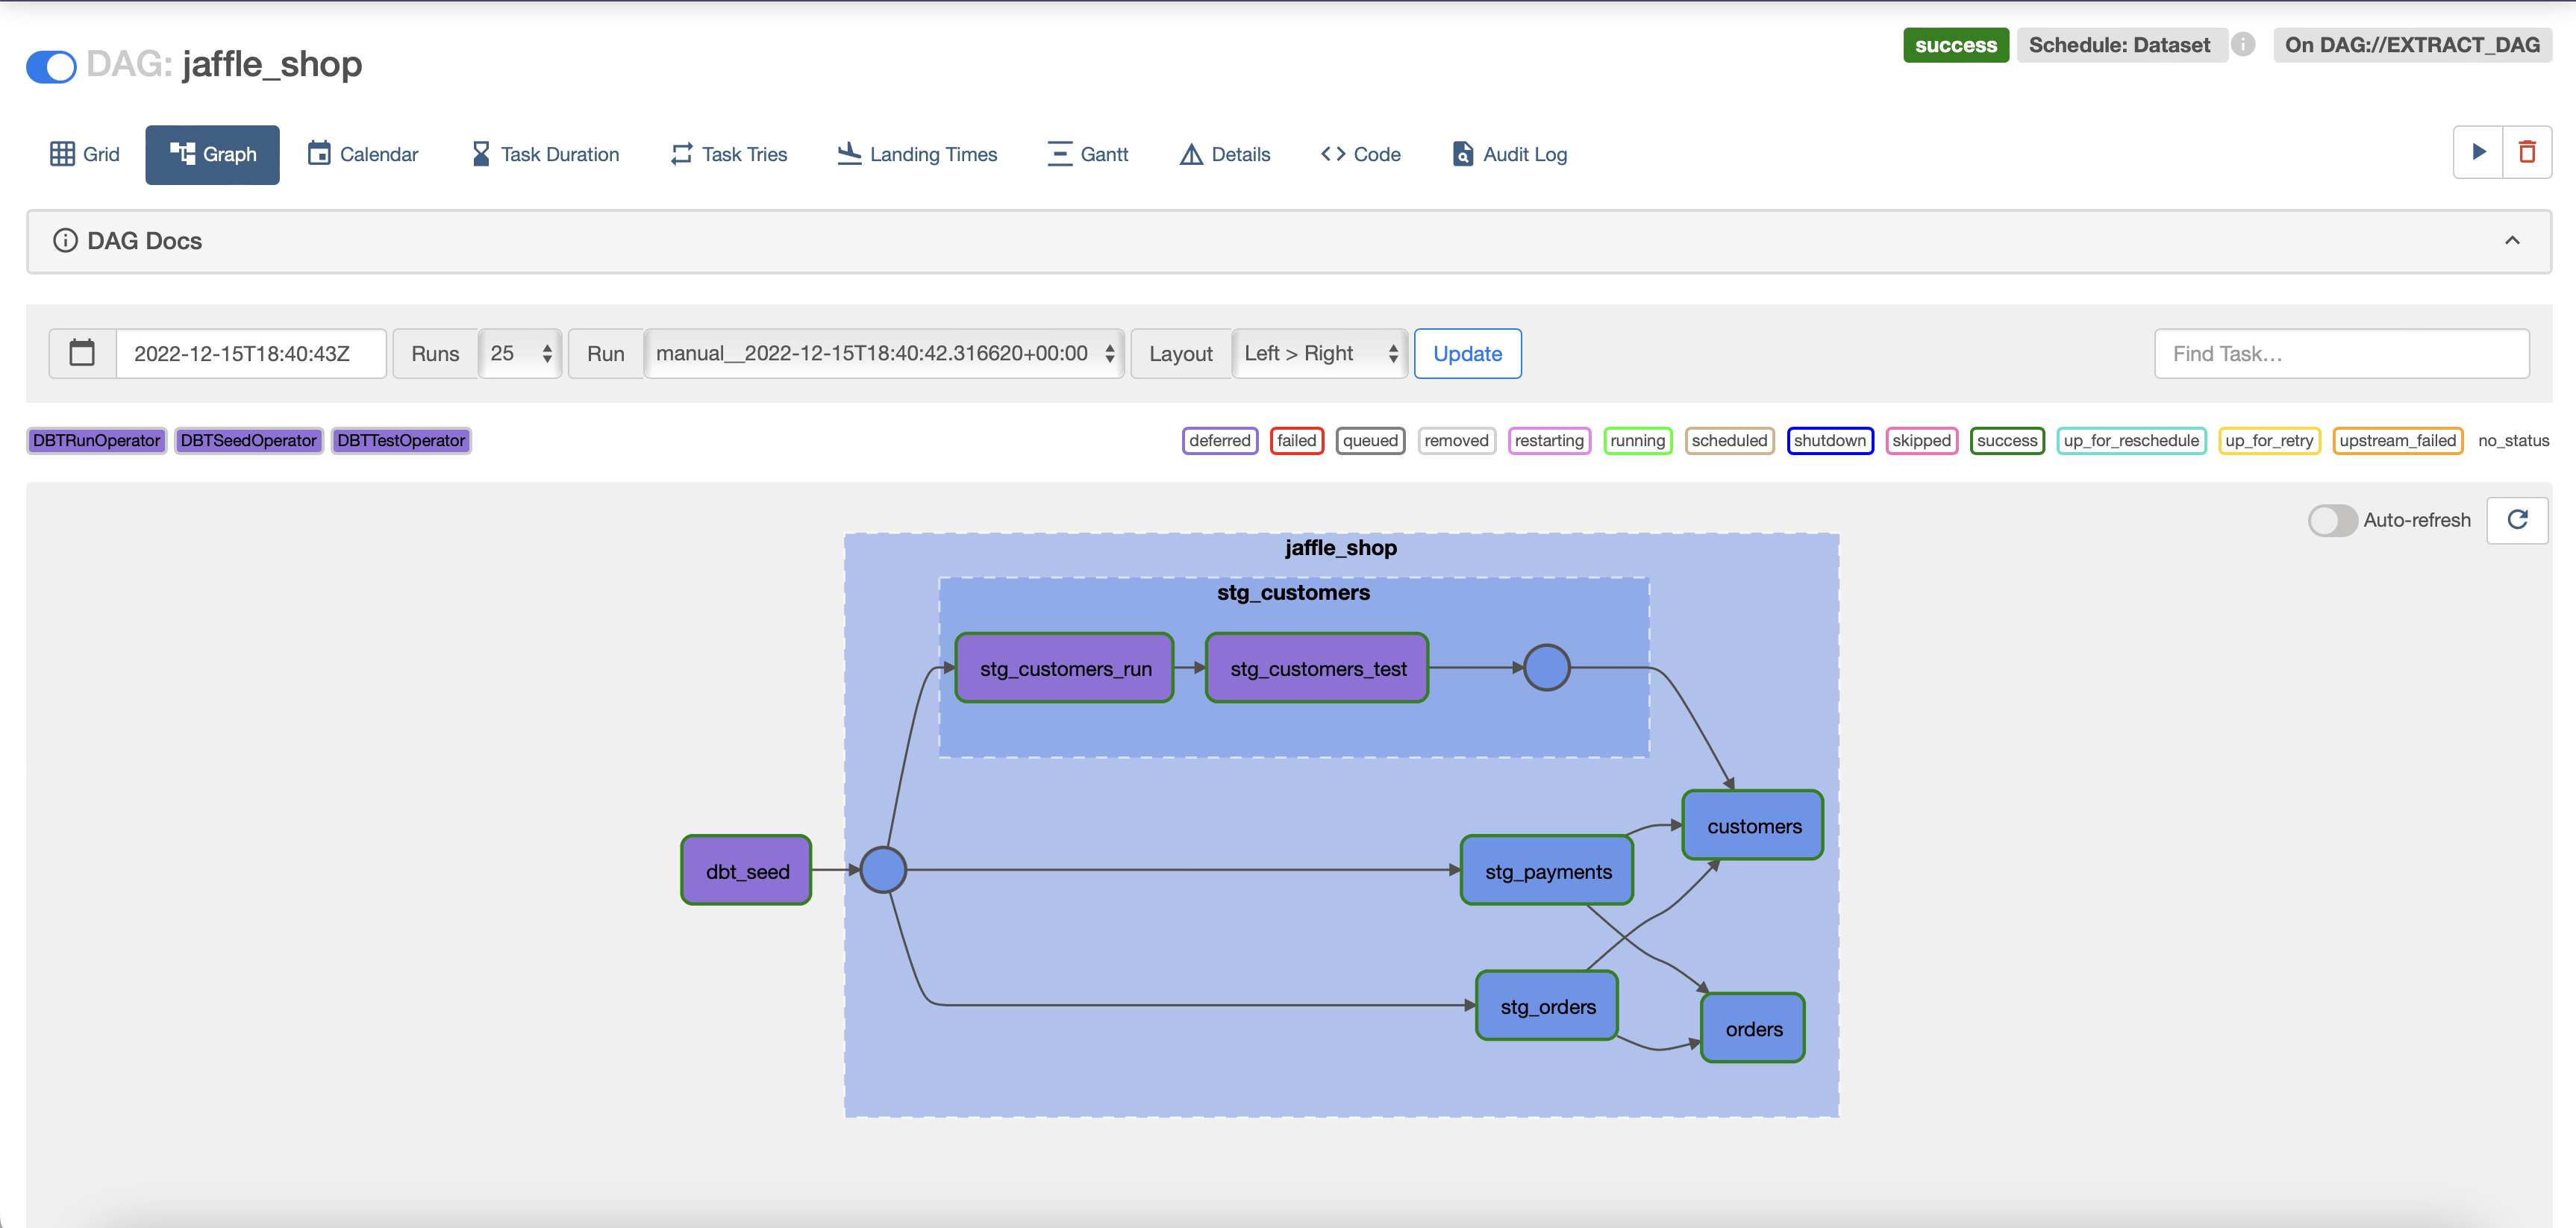 DAG: jaffle_shop
success Schedule: Dataset On DAG://EXTRACT_DAG
Grid Graph Calendar Task Duration Task Tries Landing Times Gantt Details Code Audit Log
DAG Docs
2022-12-15T18:40:43Z Runs 25 Run manual__2022-12-15T18:40:42.316620+00:00 Layout Left > Right Update Find Task...
DBTRunOperator DBTSeedOperator DBTTestOperator deferred failed queued removed restarting running scheduled shutdown skipped success up_for_reschedule up_for_retry upstream_failed no_status
Auto-refresh
jaffle_shop
stg_customers
stg_customers_run stg_customers_test
customers
dbt_seed stg_payments
stg_orders
orders